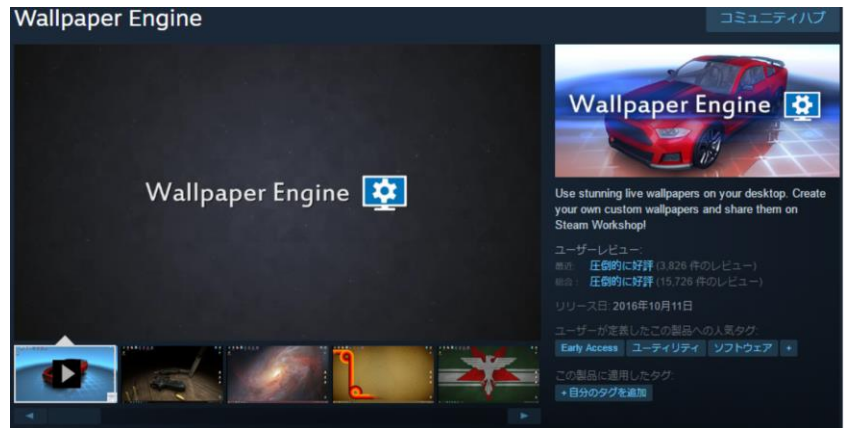 Wallpaper Engine
コミュニティハブ
Wallpaper Engine
Wallpaper Engine
Use stunning live wallpapers on your desktop. Create
your own custom wallpapers and share them on
Steam Workshop!
ユーザーレビュー:
最近: 圧倒的に好評 (3,826 件のレビュー)
総合: 圧倒的に好評 (15,726 件のレビュー)
リリース日: 2016年10月11日
ユーザーが定義したこの製品への人気タグ:
Early Access ユーティリティ ソフトウェア +
この製品に適用したタグ:
+自分のタグを追加